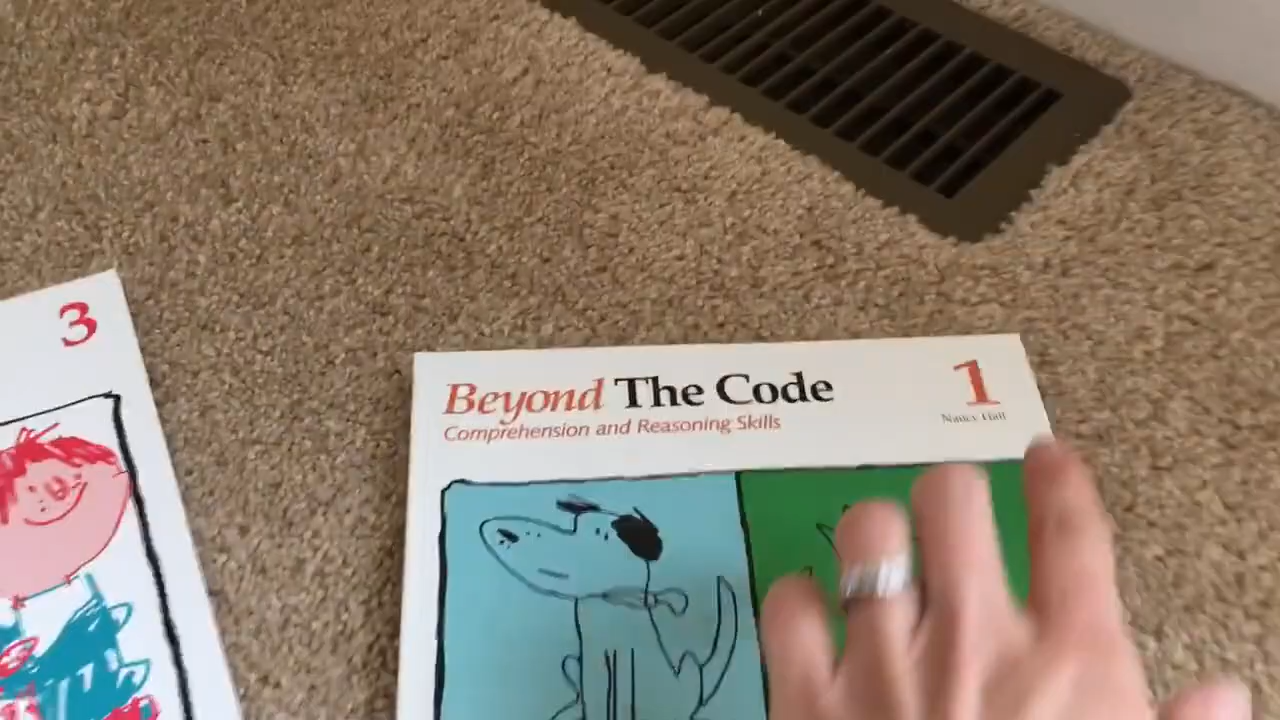 3
Beyond The Code
1
Comprehension and Reasoning Skills
Nancy Hall